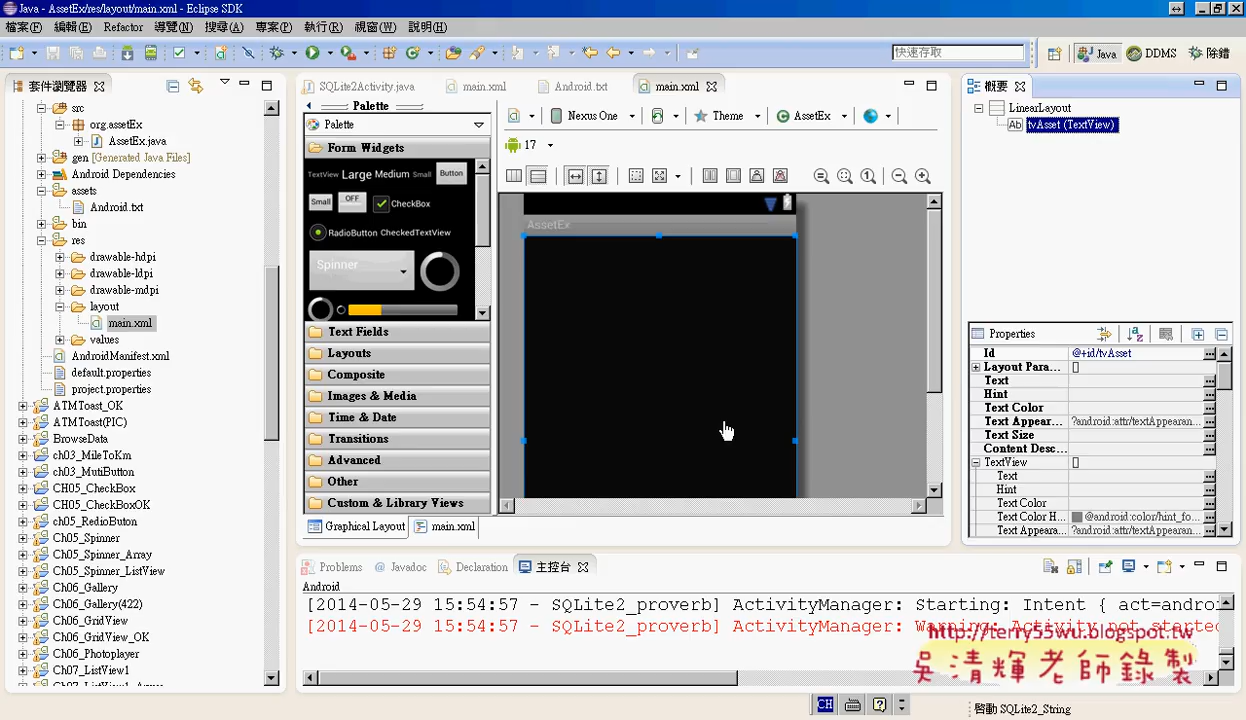 Java - AssetEx/res/layout/main.xml - Eclipse SDK
檔案(F) 編輯(E) Refactor 導覽(N) 搜尋(A) 專案(P) 執行(R) 視窗(W) 說明(H)
快速存取 Java DDMS 除錯
套件瀏覽器
src
org.assetEx
AssetEx.java
gen [Generated Java Files]
Android Dependencies
assets
Android.txt
bin
res
drawable-hdpi
drawable-ldpi
drawable-mdpi
layout
main.xml
values
AndroidManifest.xml
default.properties
project.properties
ATMToast_OK
ATMToast(PIC)
BrowseData
ch03_MileToKm
ch03_MutiButton
CH05_CheckBox
CH05_CheckBoxOK
ch05_RedioButton
Ch05_Spinner
Ch05_Spinner_Array
Ch05_Spinner_ListView
Ch06_Gallery
Ch06_Gallery(422)
Ch06_GridView
Ch06_GridView_OK
Ch06_Photoplayer
Ch07_ListView1
SQLite2Activity.java main.xml Android.txt main.xml
Palette
Palette
Form Widgets
TextView Large Medium Small Button
Small OFF CheckBox
RadioButton CheckedTextView
Spinner
Text Fields
Layouts
Composite
Images & Media
Time & Date
Transitions
Advanced
Other
Custom & Library Views
Graphical Layout main.xml
Nexus One Theme AssetEx
17
AssetEx
概要
LinearLayout
Ab tvAsset (TextView)
Properties
Id @+id/tvAsset
Layout Para... []
Text
Hint
Text Color
Text Appear... ?android:attr/textAppearan...
Text Size
Content Desc...
TextView []
Text
Hint
Text Color
Text Color H... @android:color/hint_fo...
Text Appeara... ?android:attr/textAppearan...
Problems Javadoc Declaration 主控台
Android
[2014-05-29 15:54:57 - SQLite2_proverb] ActivityManager: Starting: Intent { act=androi
[2014-05-29 15:54:57 - SQLite2_proverb] ActivityManager: Warning: Activity not started
http://terry55wu.blogspot.tw
吳清輝老師錄製
CH
啓動 SQLite2_String